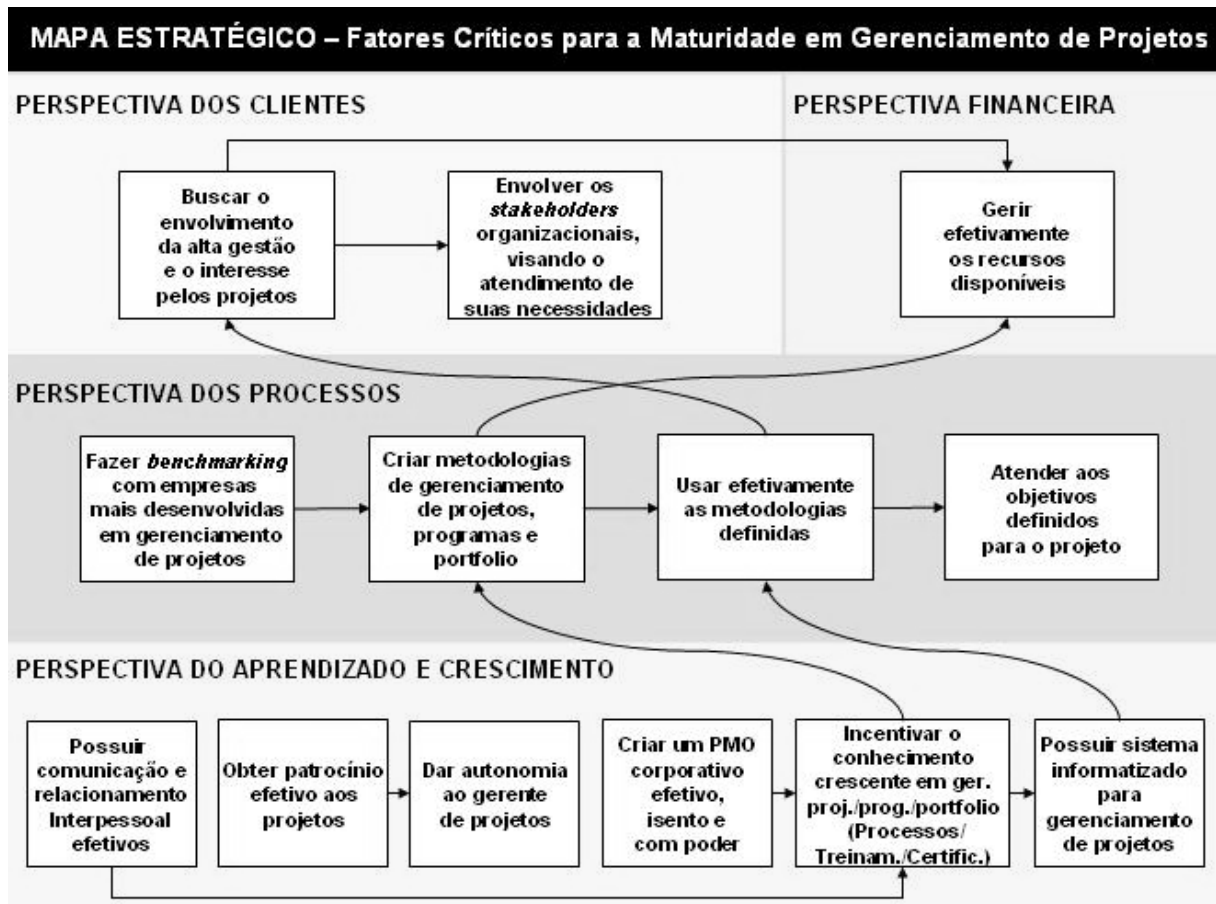 MAPA ESTRATÉGICO – Fatores Críticos para a Maturidade em Gerenciamento de Projetos
PERSPECTIVA DOS CLIENTES
PERSPECTIVA FINANCEIRA
Buscar o
envolvimento
da alta gestão
e o interesse
pelos projetos
Envolver os
stakeholders
organizacionais,
visando o
atendimento de
suas necessidades
Gerir
efetivamente
os recursos
disponíveis
PERSPECTIVA DOS PROCESSOS
Fazer benchmarking
com empresas
mais desenvolvidas
em gerenciamento
de projetos
Criar metodologias
de gerenciamento
de projetos,
programas e
portfolio
Usar efetivamente
as metodologias
definidas
Atender aos
objetivos
definidos
para o projeto
PERSPECTIVA DO APRENDIZADO E CRESCIMENTO
Possuir
comunicação e
relacionamento
Interpessoal
efetivos
Obter patrocínio
efetivo aos
projetos
Dar autonomia
ao gerente
de projetos
Criar um PMO
corporativo
efetivo,
isento e
com poder
Incentivar o
conhecimento
crescente em ger.
proj./prog./portfolio
(Processos/
Treinam./Certific.)
Possuir sistema
informatizado
para
gerenciamento
de projetos